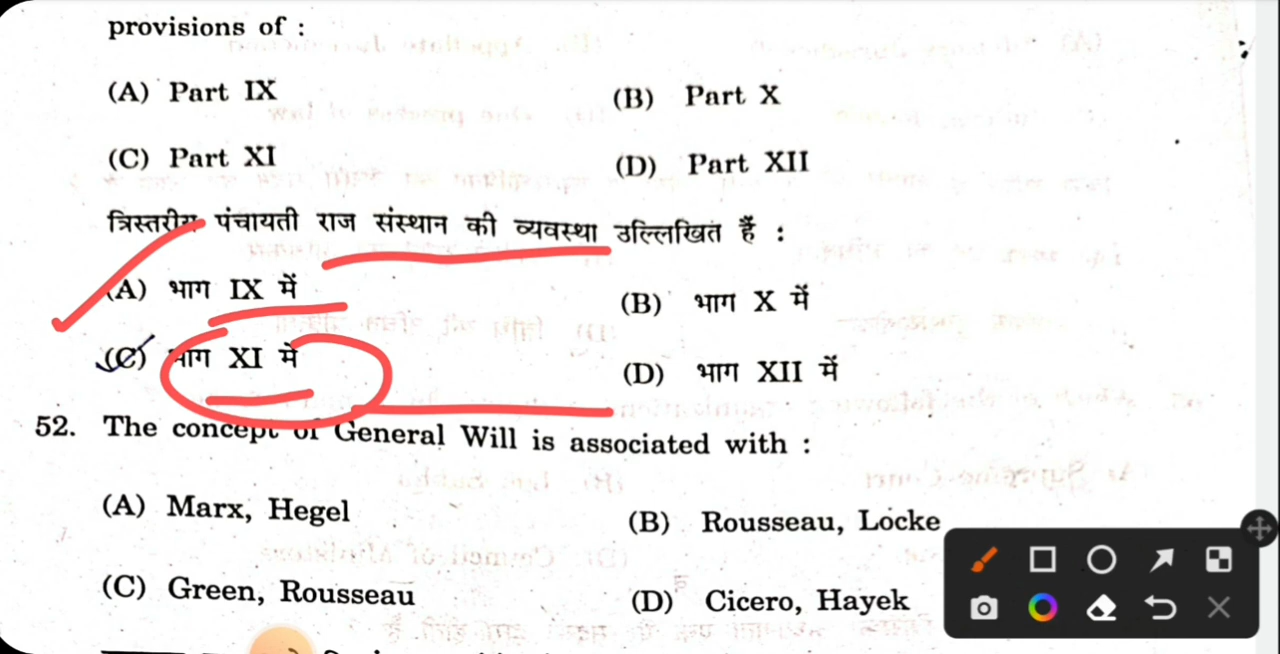 provisions of :
(A) Part IX
(B) Part X
(C) Part XI
(D) Part XII
त्रिस्तरीय पंचायती राज संस्थान की व्यवस्था उल्लिखित हैं :
(A) भाग IX में
(B) भाग X में
(C) भाग XI में
(D) भाग XII में
52. The concept of General Will is associated with :
(A) Marx, Hegel
(B) Rousseau, Locke
(C) Green, Rousseau
(D) Cicero, Hayek